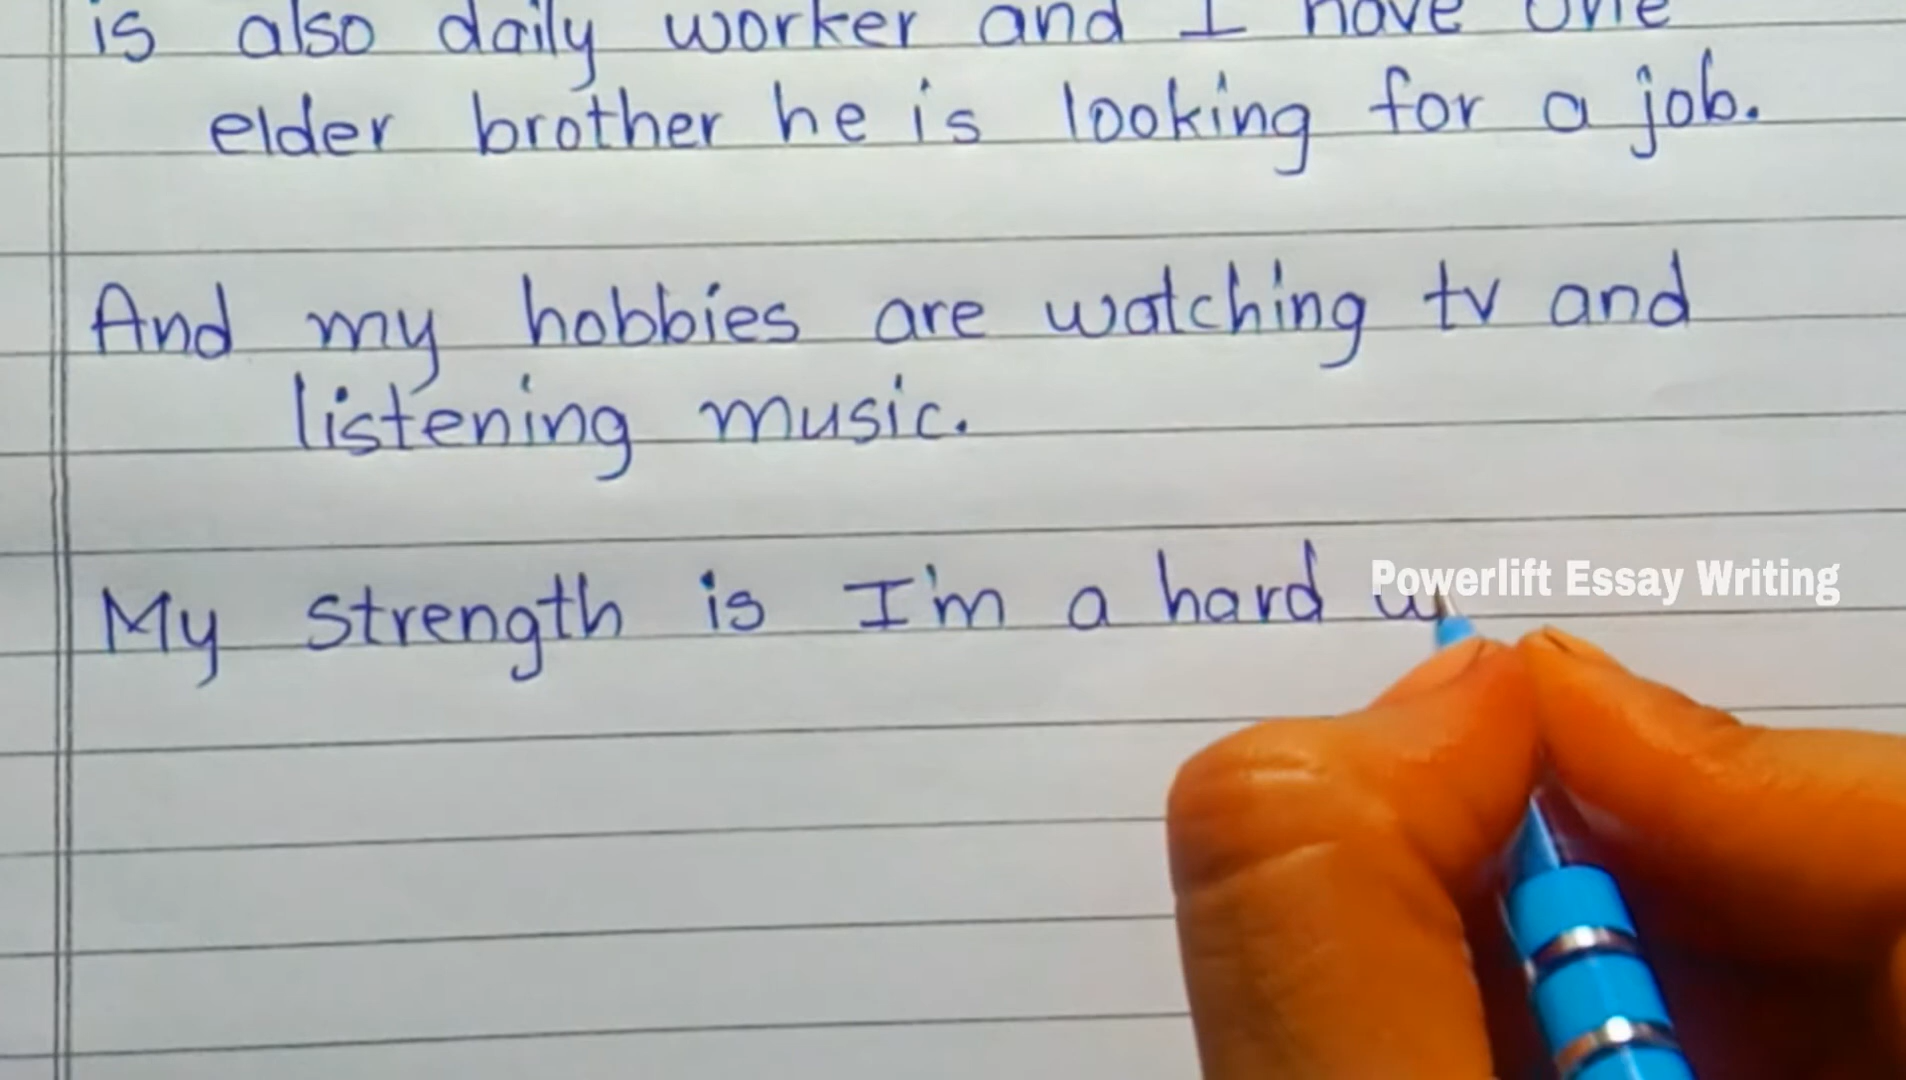 is also daily worker and I have one
elder brother he is looking for a job.
And my hobbies are watching tv and
listening music.
My strength is I'm a hard w
Powerlift Essay Writing